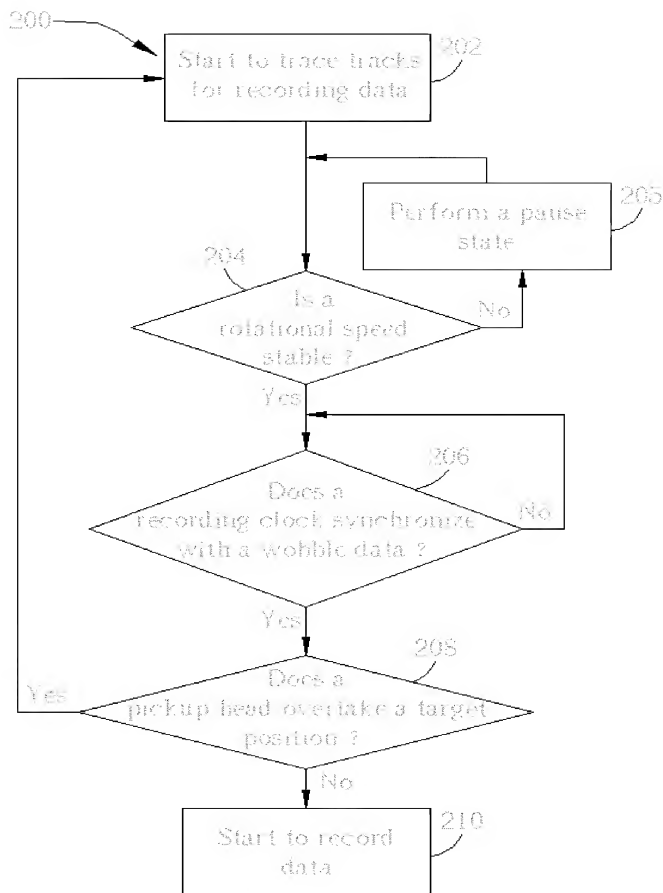 200
Start to trace tracks
for recording data
202
Perform a pause
state
205
204
Is a
rotational speed
stable ?
No
Yes
206
Does a
recording clock synchronize
with a wobble data ?
No
Yes
208
Does a
pickup head overtake a target
position ?
Yes
No
Start to record
data
210